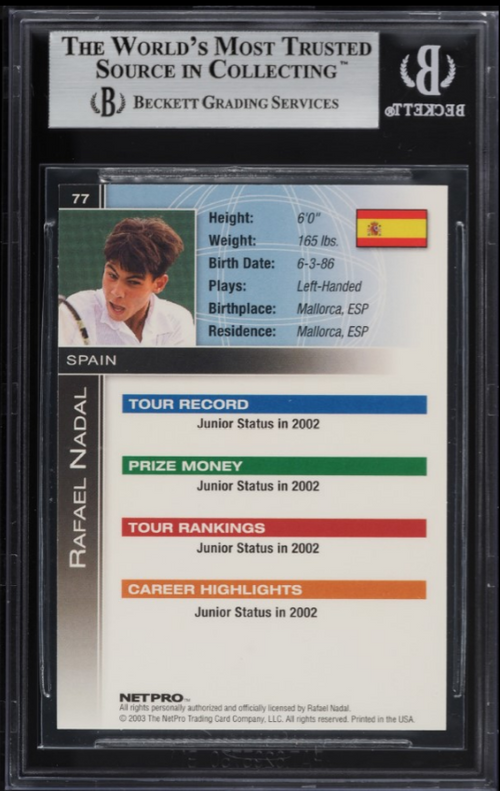 THE WORLD'S MOST TRUSTED
SOURCE IN COLLECTING™
B BECKETT GRADING SERVICES
B
BECKETT®
77
Height: 6'0"
Weight: 165 lbs.
Birth Date: 6-3-86
Plays: Left-Handed
Birthplace: Mallorca, ESP
Residence: Mallorca, ESP
SPAIN
RAFAEL NADAL
TOUR RECORD
Junior Status in 2002
PRIZE MONEY
Junior Status in 2002
TOUR RANKINGS
Junior Status in 2002
CAREER HIGHLIGHTS
Junior Status in 2002
NETPRO™
All rights personally authorized and officially licensed by Rafael Nadal.
© 2003 The NetPro Trading Card Company, LLC. All rights reserved. Printed in the USA.